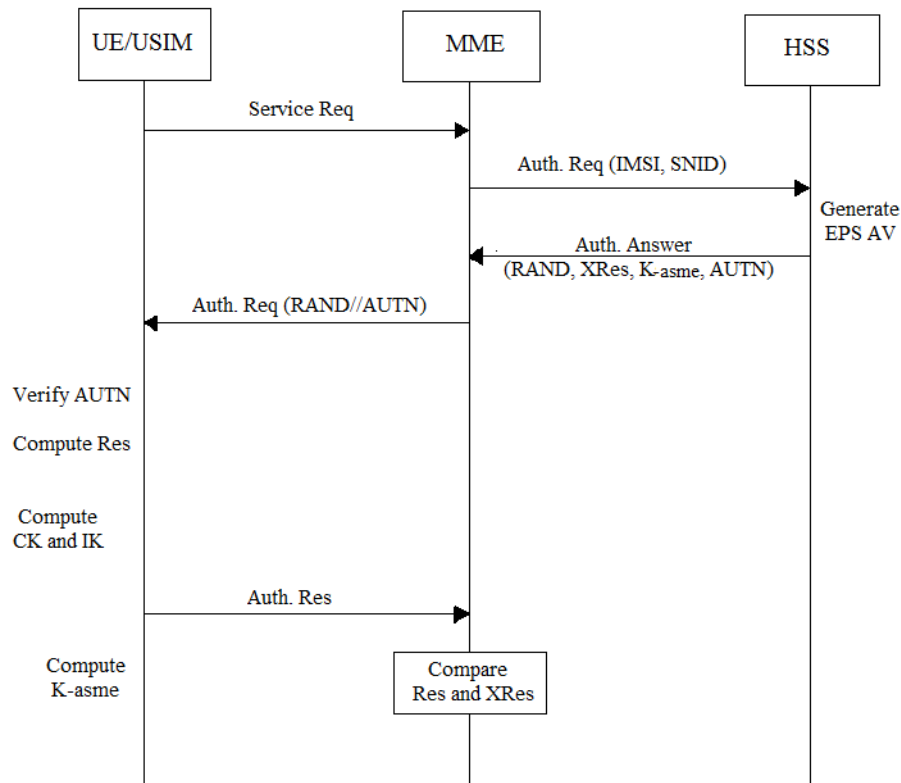 UE/USIM
MME
HSS
Service Req
Auth. Req (IMSI, SNID)
Generate
EPS AV
Auth. Answer
(RAND, XRes, K-asme, AUTN)
Auth. Req (RAND//AUTN)
Verify AUTN
Compute Res
Compute
CK and IK
Auth. Res
Compute
K-asme
Compare
Res and XRes